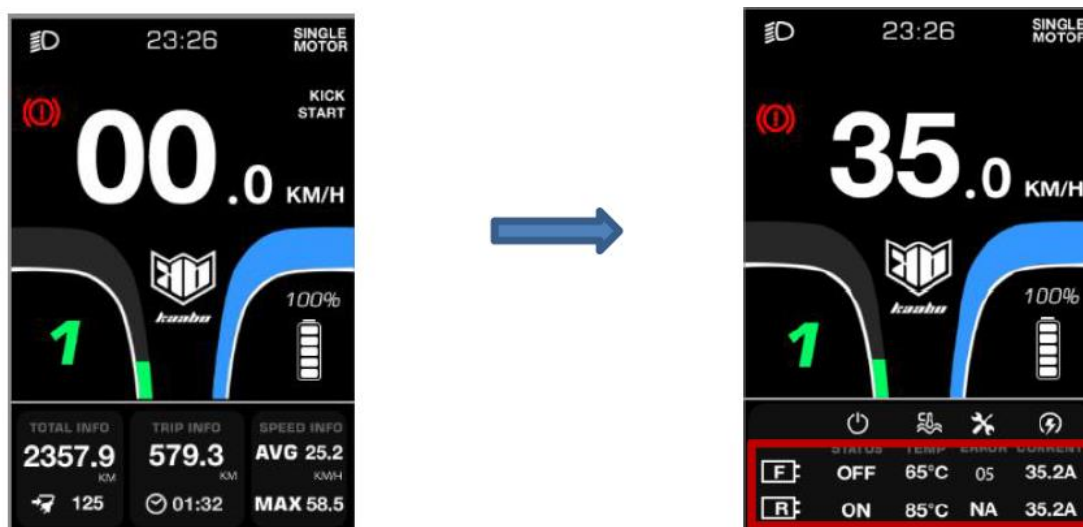 23:26
SINGLE
MOTOR
KICK
START
00.0 KM/H
kaabo
100%
1
TOTAL INFO
2357.9
KM
125
TRIP INFO
579.3
KM
01:32
SPEED INFO
AVG 25.2
KM/H
MAX 58.5
23:26
SINGLE
MOTOR
35.0 KM/H
kaabo
100%
1
STATUS TEMP ERROR CURRENT
F OFF 65°C 05 35.2A
R ON 85°C NA 35.2A